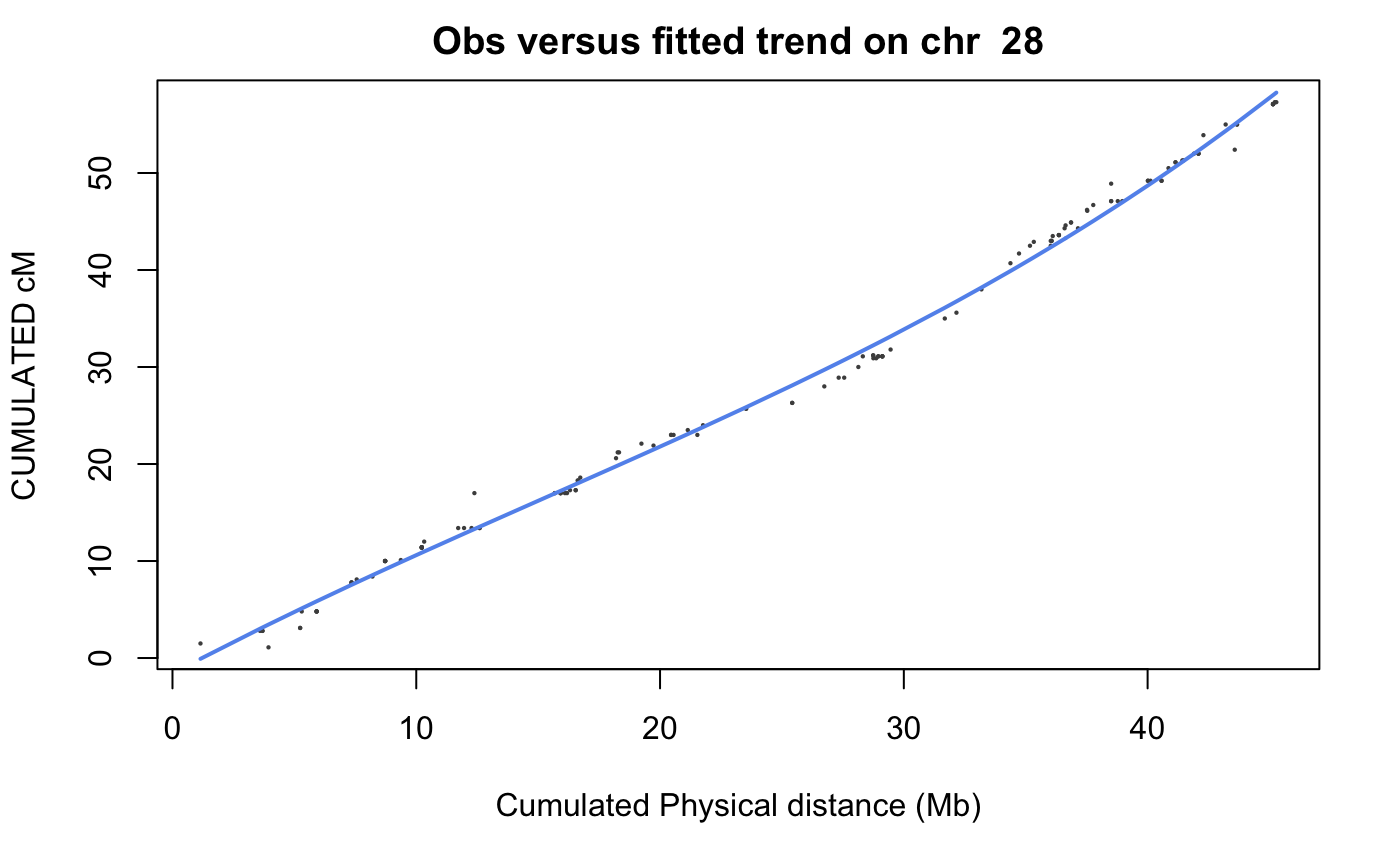 Obs versus fitted trend on chr  28
CUMULATED cM
50
40
30
20
10
0
0 10 20 30 40
Cumulated Physical distance (Mb)